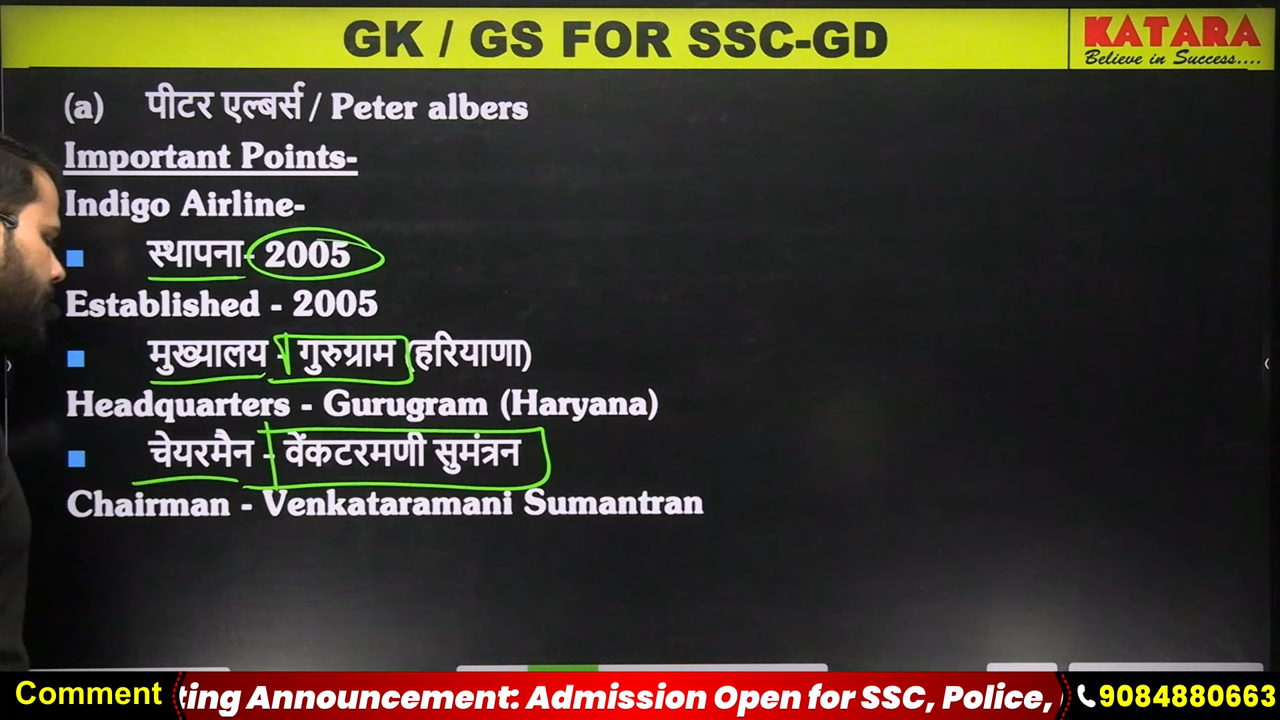 GK / GS FOR SSC-GD
KATARA
Believe in Success....
(a) पीटर एल्बर्स / Peter albers
Important Points-
Indigo Airline-
स्थापना- 2005
Established - 2005
मुख्यालय - गुरुग्राम (हरियाणा)
Headquarters - Gurugram (Haryana)
चेयरमैन - वेंकटरमणी सुमंत्रन
Chairman - Venkataramani Sumantran
Comment ting Announcement: Admission Open for SSC, Police, 9084880663